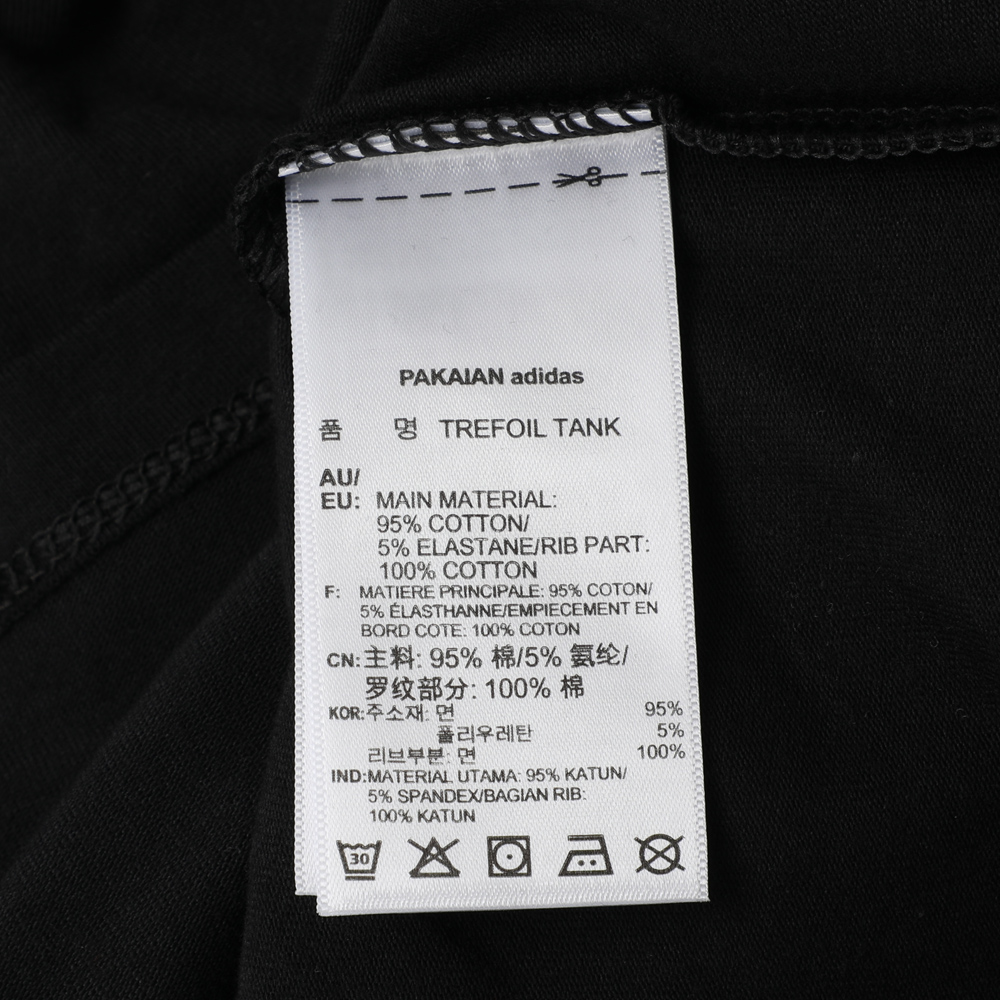 PAKAIAN adidas
품 명 TREFOIL TANK
AU/
EU: MAIN MATERIAL:
95% COTTON/
5% ELASTANE/RIB PART:
100% COTTON
F: MATIERE PRINCIPALE: 95% COTON/
5% ÉLASTHANNE/EMPIECEMENT EN
BORD COTE: 100% COTON
CN: 主料: 95% 棉/5% 氨纶/
罗纹部分: 100% 棉
KOR: 주소재: 면 95%
폴리우레탄 5%
리브부분: 면 100%
IND: MATERIAL UTAMA: 95% KATUN/
5% SPANDEX/BAGIAN RIB:
100% KATUN
30